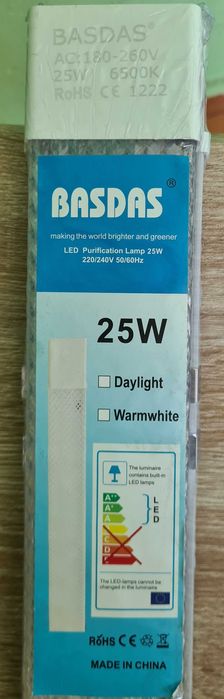 BASDAS®
AC:180-260V
25W 6500K
RoHS CE 1222
BASDAS®
making the world brighter and greener
LED Purification Lamp 25W
220/240V 50/60Hz
25W
Daylight
Warmwhite
The luminaire
contains built-in
LED lamps
A++
A+
A
B
C
D
E
L
E
D
The LED-lamps cannot be
changed in the luminaire
RoHS CE
MADE IN CHINA